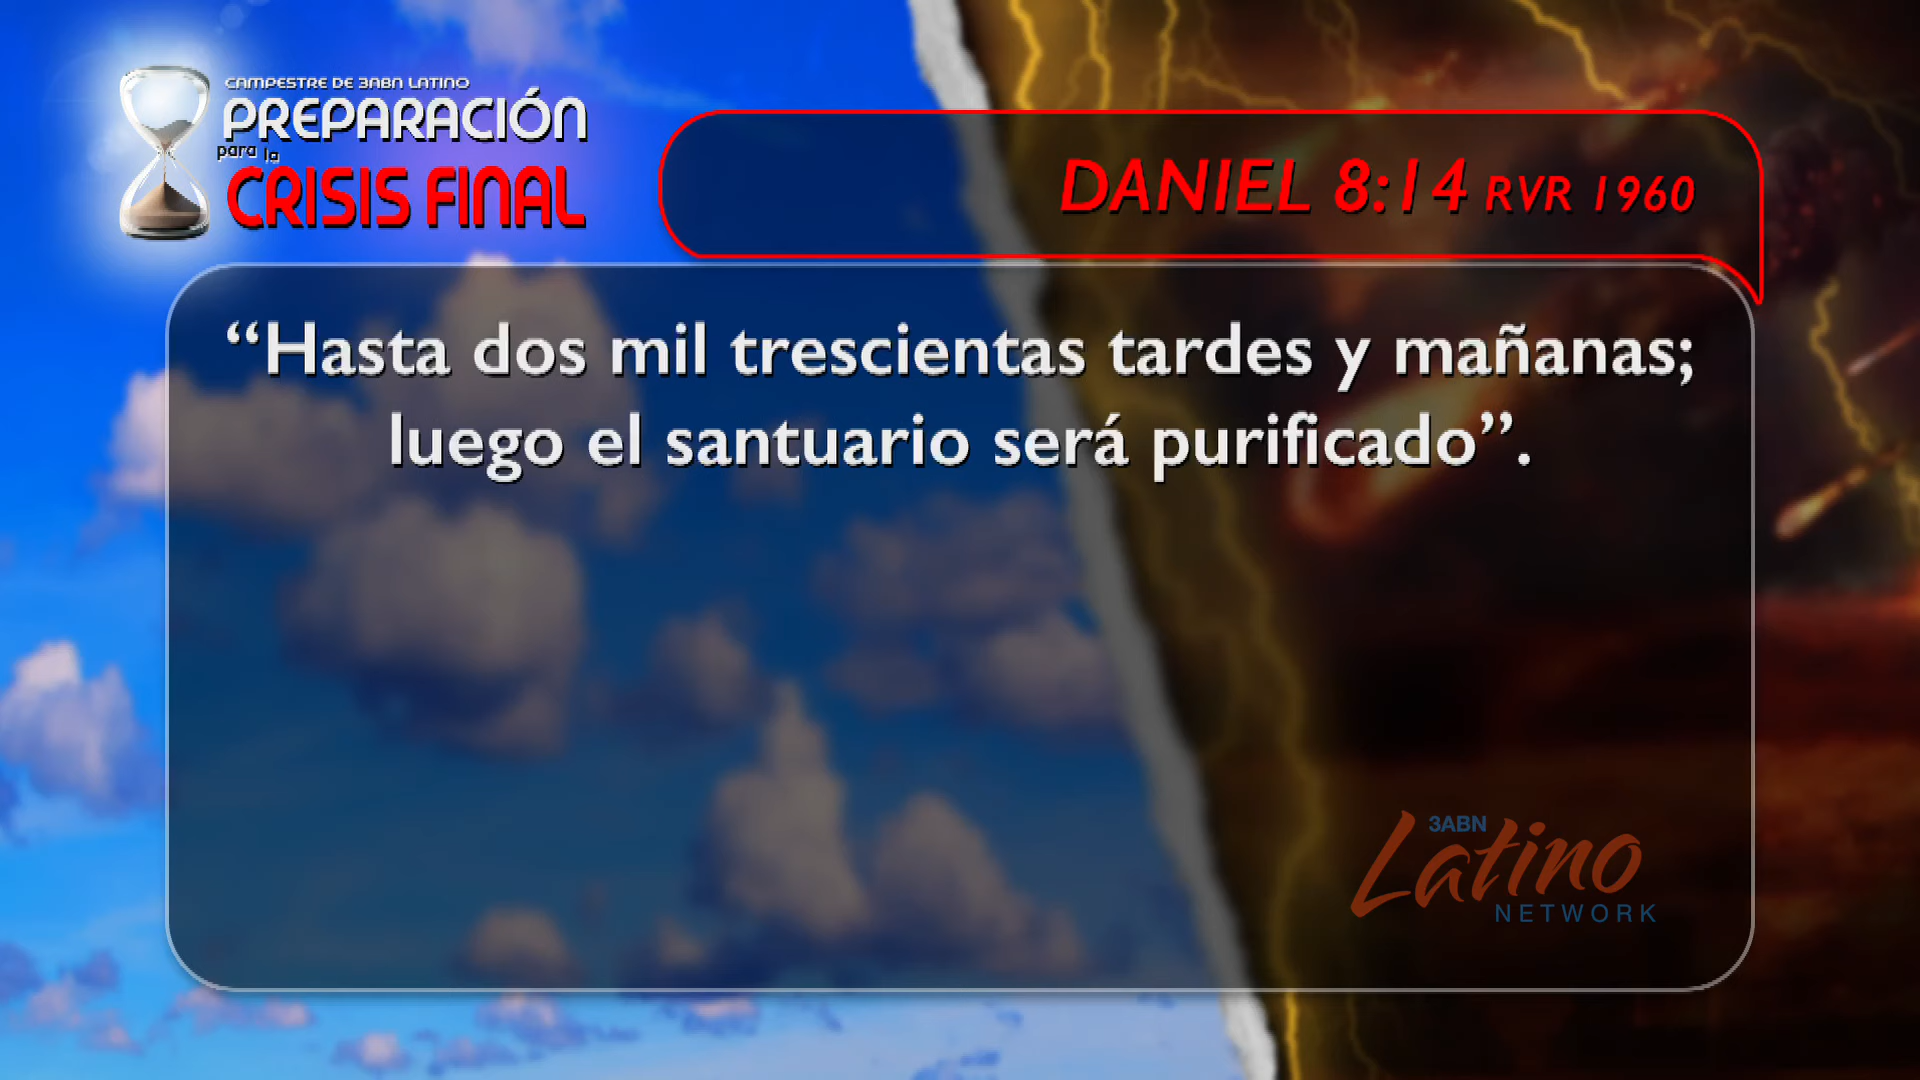 CAMPESTRE DE 3ABN LATINO
PREPARACIÓN
para la
CRISIS FINAL
DANIEL 8:14 RVR 1960
“Hasta dos mil trescientas tardes y mañanas;
luego el santuario será purificado”.
3ABN
Latino
NETWORK